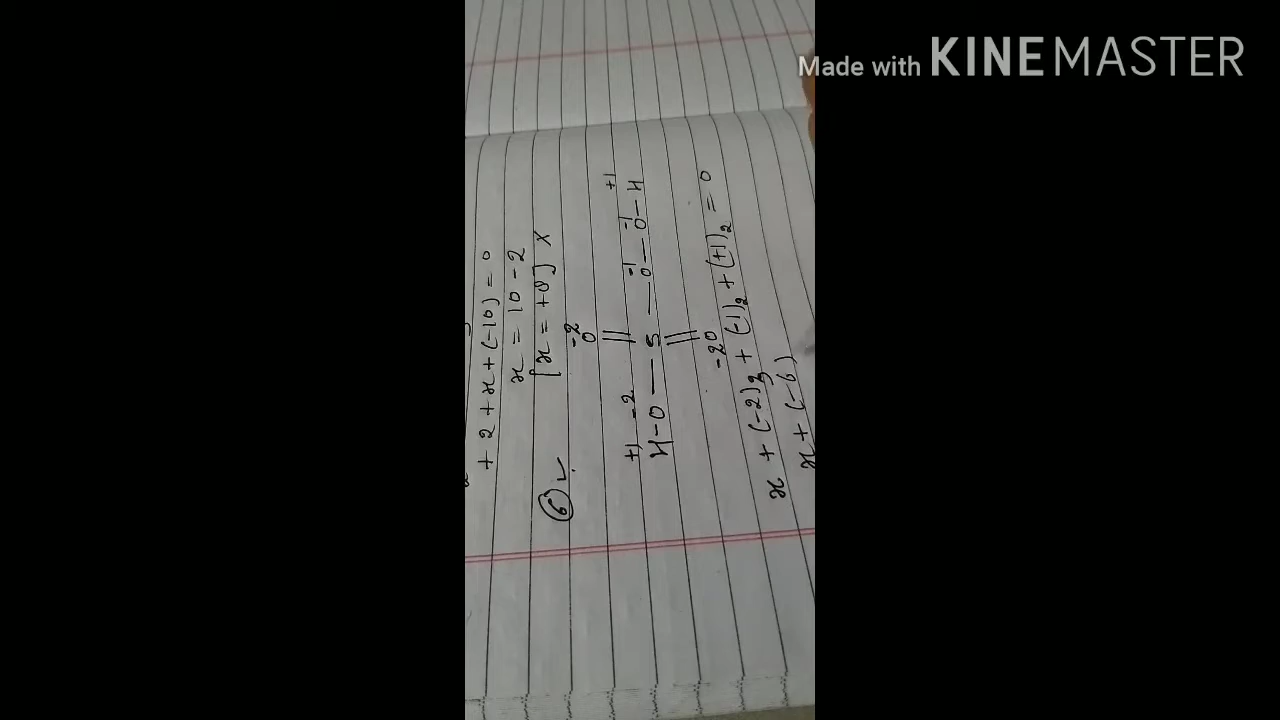 Made with KINEMASTER
+ 2 + x + (-10) = 0
x = 10 - 2
[x = +8] x
(6) ✓
-2
O
||
+1 -2 -1 -1 +1
H-O — S — O — O - H
||
-2 O
x + (-2)3 + (-1)2 + (+1)2 = 0
x + (-6)